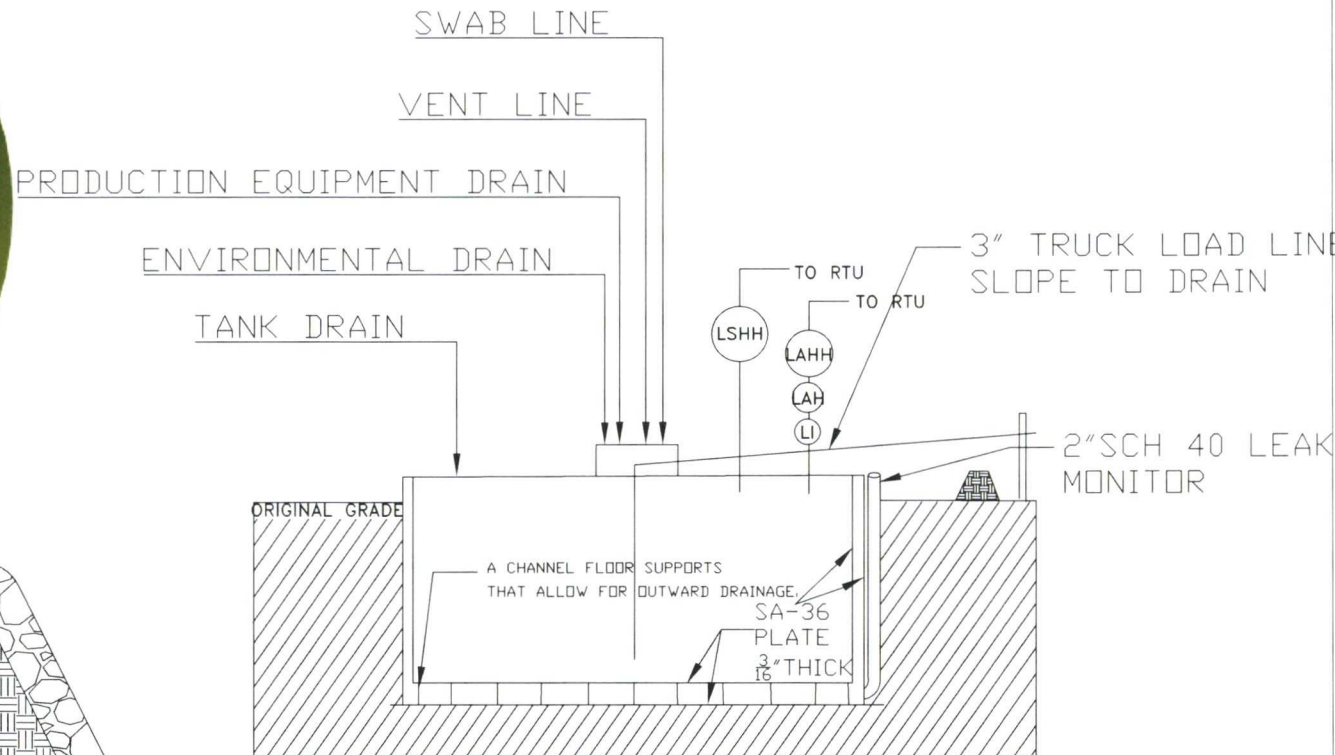 SWAB LINE
VENT LINE
PRODUCTION EQUIPMENT DRAIN
ENVIRONMENTAL DRAIN
TANK DRAIN
TO RTU
TO RTU
3" TRUCK LOAD LINE
SLOPE TO DRAIN
LSHH
LAHH
LAH
LI
2"SCH 40 LEAK
MONITOR
ORIGINAL GRADE
A CHANNEL FLOOR SUPPORTS
THAT ALLOW FOR OUTWARD DRAINAGE.
SA-36
PLATE
3/16"THICK